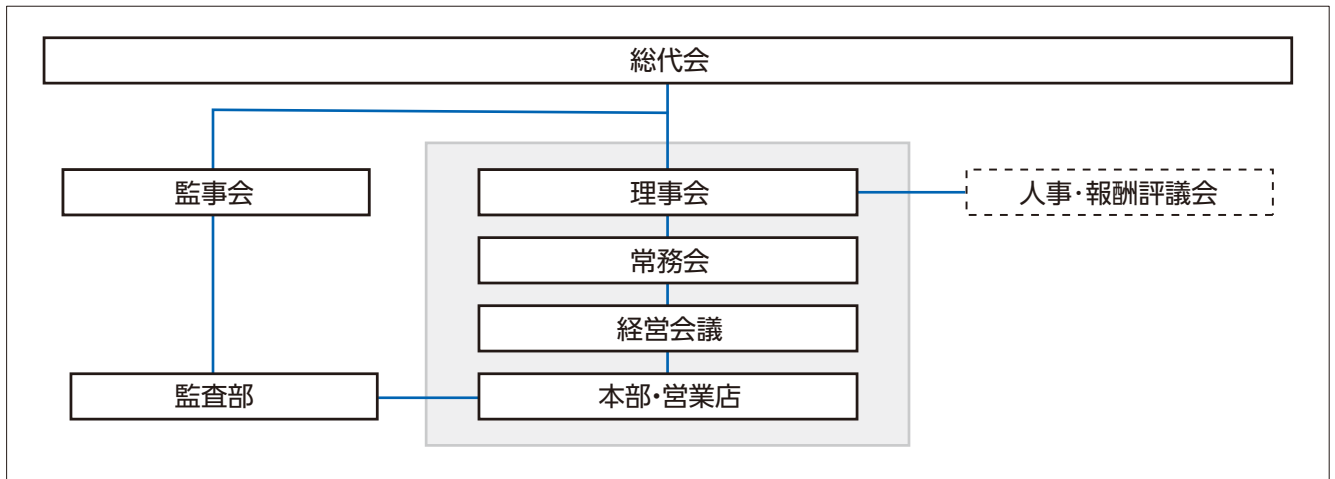 総代会
監事会
理事会
人事・報酬評議会
常務会
経営会議
監査部
本部・営業店